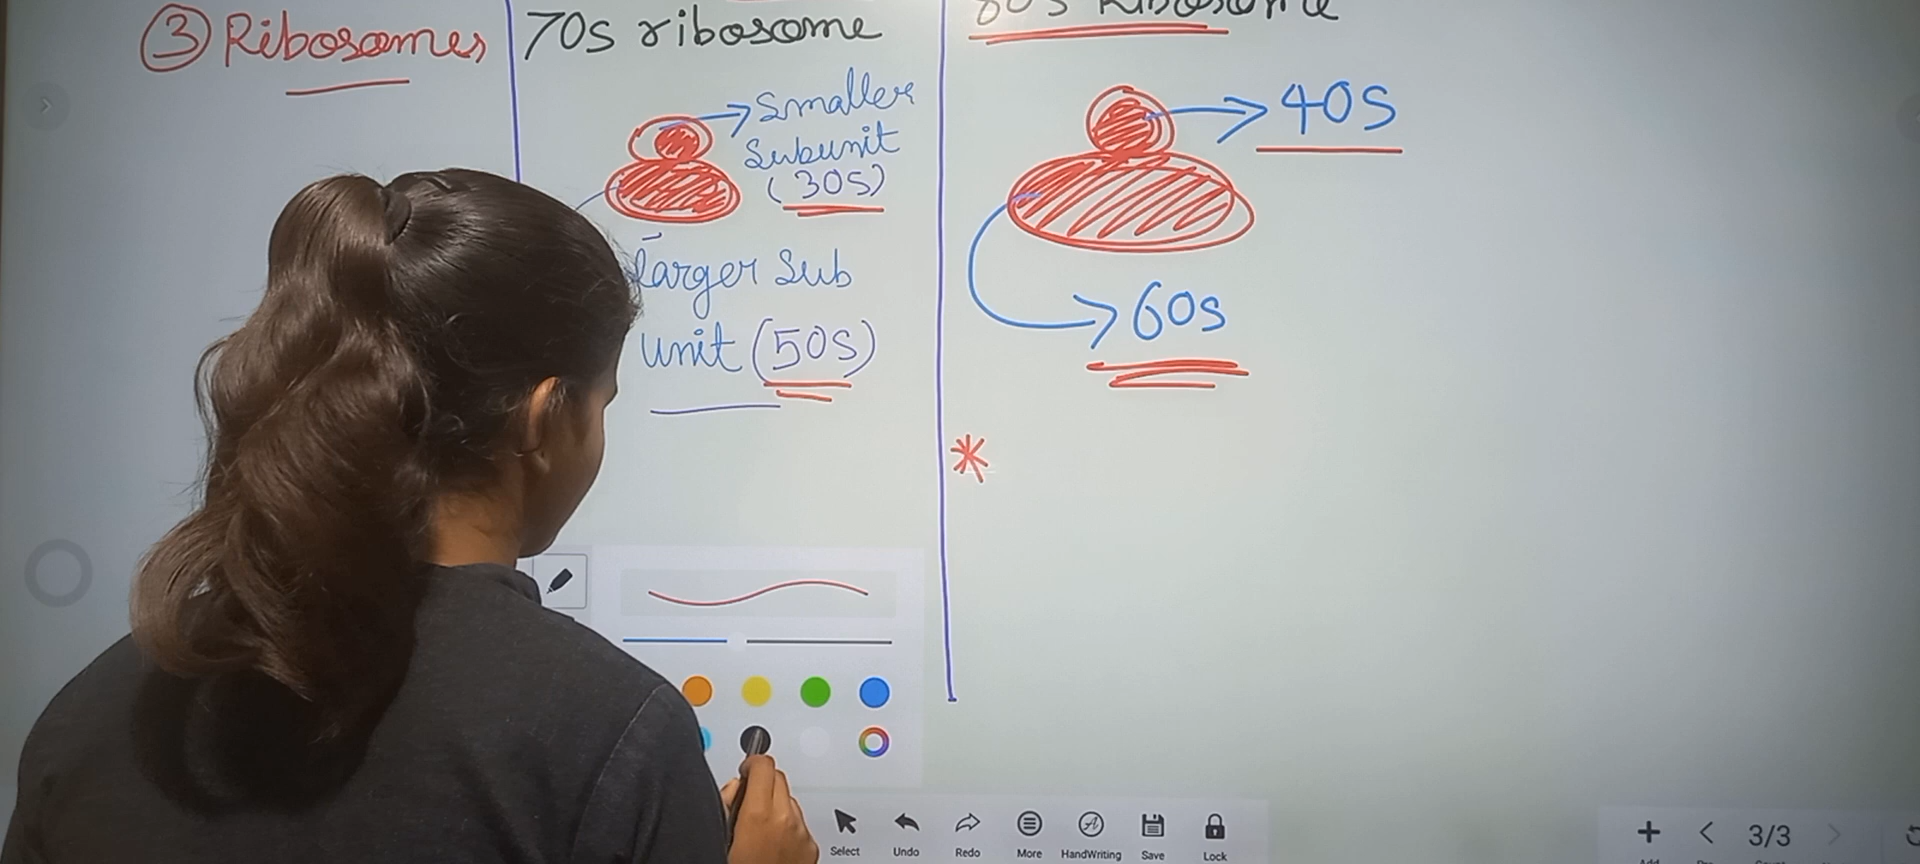 ③ Ribosomes
70s ribosome
80s Ribosome
Smaller
Subunit
(30S)
larger Sub
unit (50S)
40S
60s
*
Select
Undo
Redo
More
HandWriting
Save
Lock
3/3
Add